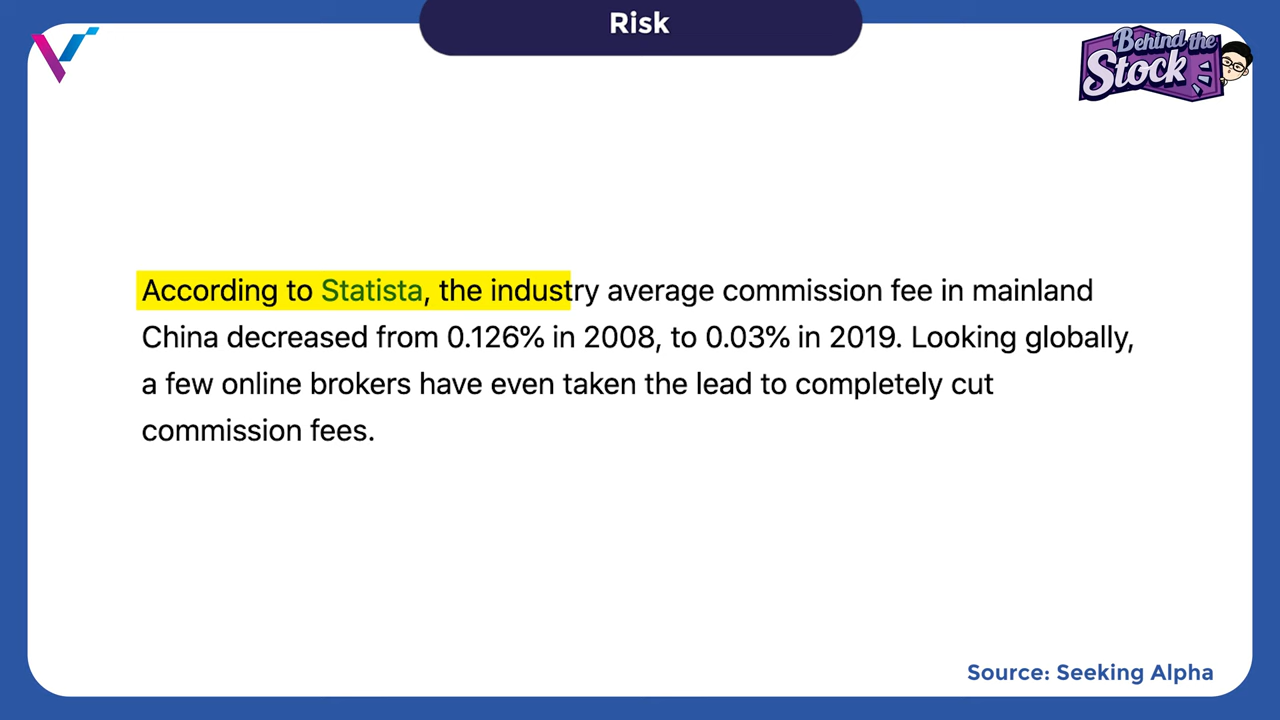 Risk
Behind the
Stock
According to Statista, the industry average commission fee in mainland
China decreased from 0.126% in 2008, to 0.03% in 2019. Looking globally,
a few online brokers have even taken the lead to completely cut
commission fees.
Source: Seeking Alpha